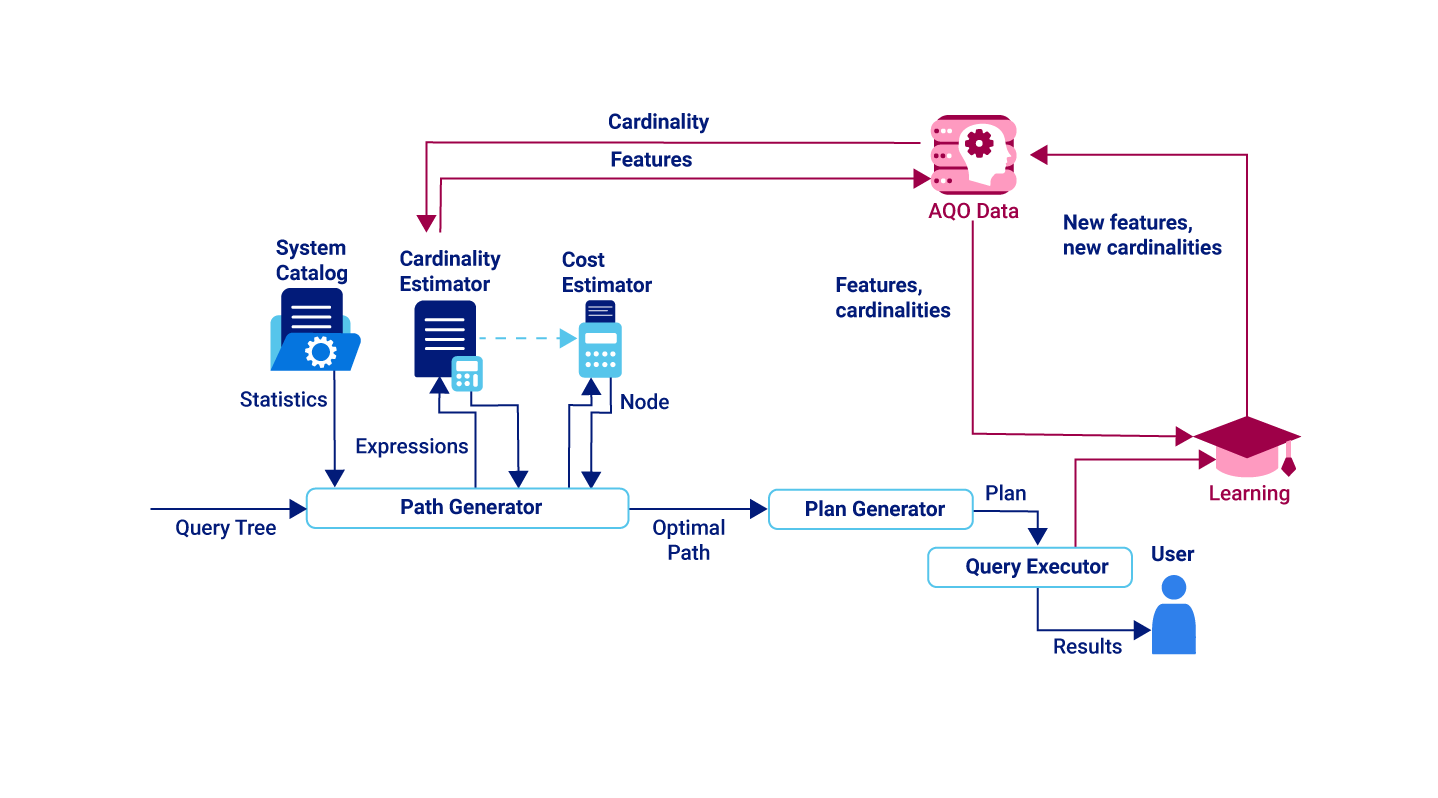 Cardinality
Features
AQO Data
New features,
new cardinalities
System
Catalog
Cardinality
Estimator
Cost
Estimator
Features,
cardinalities
Statistics
Node
Expressions
Learning
Query Tree
Path Generator
Optimal
Path
Plan Generator
Plan
Query Executor
User
Results